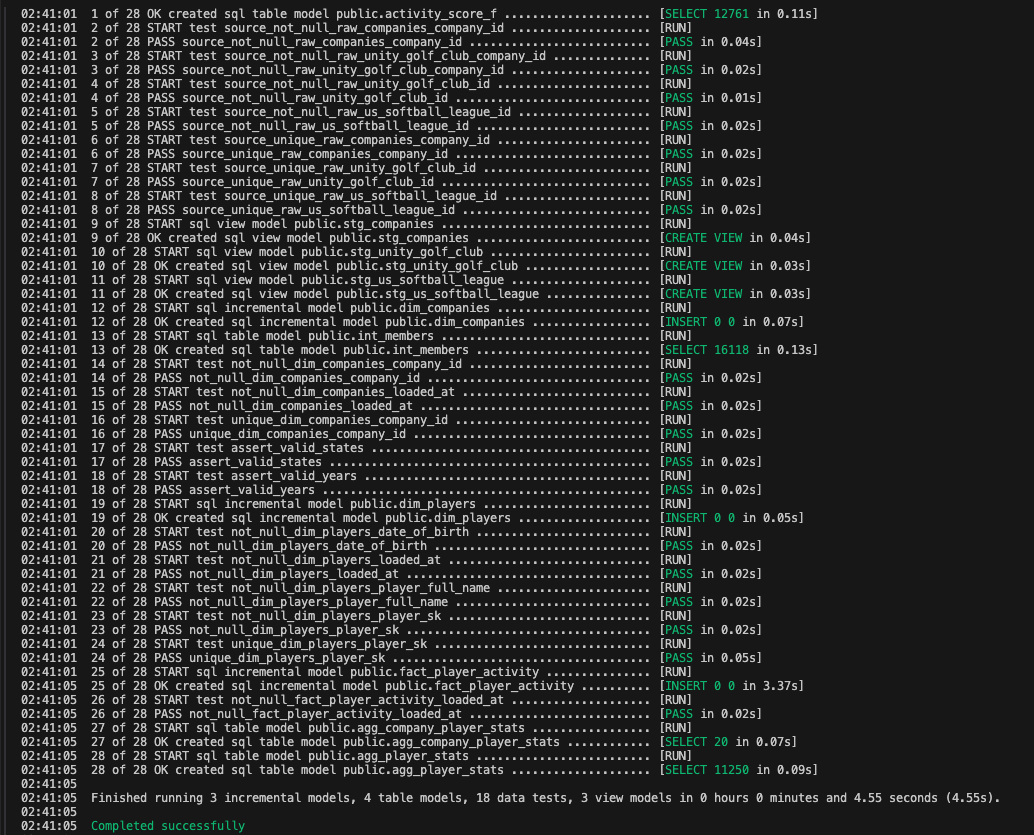 02:41:01 1 of 28 OK created sql table model public.activity_score_f ..................... [SELECT 12761 in 0.11s]
02:41:01 2 of 28 START test source_not_null_raw_companies_company_id .................... [RUN]
02:41:01 2 of 28 PASS source_not_null_raw_companies_company_id .......................... [PASS in 0.04s]
02:41:01 3 of 28 START test source_not_null_raw_unity_golf_club_company_id .............. [RUN]
02:41:01 3 of 28 PASS source_not_null_raw_unity_golf_club_company_id .................... [PASS in 0.02s]
02:41:01 4 of 28 START test source_not_null_raw_unity_golf_club_id ...................... [RUN]
02:41:01 4 of 28 PASS source_not_null_raw_unity_golf_club_id ............................ [PASS in 0.01s]
02:41:01 5 of 28 START test source_not_null_raw_us_softball_league_id ................... [RUN]
02:41:01 5 of 28 PASS source_not_null_raw_us_softball_league_id ......................... [PASS in 0.02s]
02:41:01 6 of 28 START test source_unique_raw_companies_company_id ...................... [RUN]
02:41:01 6 of 28 PASS source_unique_raw_companies_company_id ............................ [PASS in 0.02s]
02:41:01 7 of 28 START test source_unique_raw_unity_golf_club_id ........................ [RUN]
02:41:01 7 of 28 PASS source_unique_raw_unity_golf_club_id .............................. [PASS in 0.02s]
02:41:01 8 of 28 START test source_unique_raw_us_softball_league_id ..................... [RUN]
02:41:01 8 of 28 PASS source_unique_raw_us_softball_league_id ........................... [PASS in 0.02s]
02:41:01 9 of 28 START sql view model public.stg_companies .............................. [RUN]
02:41:01 9 of 28 OK created sql view model public.stg_companies ......................... [CREATE VIEW in 0.04s]
02:41:01 10 of 28 START sql view model public.stg_unity_golf_club ....................... [RUN]
02:41:01 10 of 28 OK created sql view model public.stg_unity_golf_club .................. [CREATE VIEW in 0.03s]
02:41:01 11 of 28 START sql view model public.stg_us_softball_league .................... [RUN]
02:41:01 11 of 28 OK created sql view model public.stg_us_softball_league ............... [CREATE VIEW in 0.03s]
02:41:01 12 of 28 START sql incremental model public.dim_companies ...................... [RUN]
02:41:01 12 of 28 OK created sql incremental model public.dim_companies ................. [INSERT 0 0 in 0.07s]
02:41:01 13 of 28 START sql table model public.int_members .............................. [RUN]
02:41:01 13 of 28 OK created sql table model public.int_members ......................... [SELECT 16118 in 0.13s]
02:41:01 14 of 28 START test not_null_dim_companies_company_id .......................... [RUN]
02:41:01 14 of 28 PASS not_null_dim_companies_company_id ................................ [PASS in 0.02s]
02:41:01 15 of 28 START test not_null_dim_companies_loaded_at ........................... [RUN]
02:41:01 15 of 28 PASS not_null_dim_companies_loaded_at ................................. [PASS in 0.02s]
02:41:01 16 of 28 START test unique_dim_companies_company_id ............................ [RUN]
02:41:01 16 of 28 PASS unique_dim_companies_company_id .................................. [PASS in 0.02s]
02:41:01 17 of 28 START test assert_valid_states ........................................ [RUN]
02:41:01 17 of 28 PASS assert_valid_states .............................................. [PASS in 0.02s]
02:41:01 18 of 28 START test assert_valid_years ......................................... [RUN]
02:41:01 18 of 28 PASS assert_valid_years ............................................... [PASS in 0.02s]
02:41:01 19 of 28 START sql incremental model public.dim_players ........................ [RUN]
02:41:01 19 of 28 OK created sql incremental model public.dim_players ................... [INSERT 0 0 in 0.05s]
02:41:01 20 of 28 START test not_null_dim_players_date_of_birth ......................... [RUN]
02:41:01 20 of 28 PASS not_null_dim_players_date_of_birth ............................... [PASS in 0.02s]
02:41:01 21 of 28 START test not_null_dim_players_loaded_at ............................. [RUN]
02:41:01 21 of 28 PASS not_null_dim_players_loaded_at ................................... [PASS in 0.02s]
02:41:01 22 of 28 START test not_null_dim_players_player_full_name ...................... [RUN]
02:41:01 22 of 28 PASS not_null_dim_players_player_full_name ............................ [PASS in 0.02s]
02:41:01 23 of 28 START test not_null_dim_players_player_sk ............................. [RUN]
02:41:01 23 of 28 PASS not_null_dim_players_player_sk ................................... [PASS in 0.02s]
02:41:01 24 of 28 START test unique_dim_players_player_sk ............................... [RUN]
02:41:01 24 of 28 PASS unique_dim_players_player_sk ..................................... [PASS in 0.05s]
02:41:01 25 of 28 START sql incremental model public.fact_player_activity ............... [RUN]
02:41:05 25 of 28 OK created sql incremental model public.fact_player_activity .......... [INSERT 0 0 in 3.37s]
02:41:05 26 of 28 START test not_null_fact_player_activity_loaded_at .................... [RUN]
02:41:05 26 of 28 PASS not_null_fact_player_activity_loaded_at .......................... [PASS in 0.02s]
02:41:05 27 of 28 START sql table model public.agg_company_player_stats ................. [RUN]
02:41:05 27 of 28 OK created sql table model public.agg_company_player_stats ............ [SELECT 20 in 0.07s]
02:41:05 28 of 28 START sql table model public.agg_player_stats ......................... [RUN]
02:41:05 28 of 28 OK created sql table model public.agg_player_stats .................... [SELECT 11250 in 0.09s]
02:41:05
02:41:05 Finished running 3 incremental models, 4 table models, 18 data tests, 3 view models in 0 hours 0 minutes and 4.55 seconds (4.55s).
02:41:05
02:41:05 Completed successfully